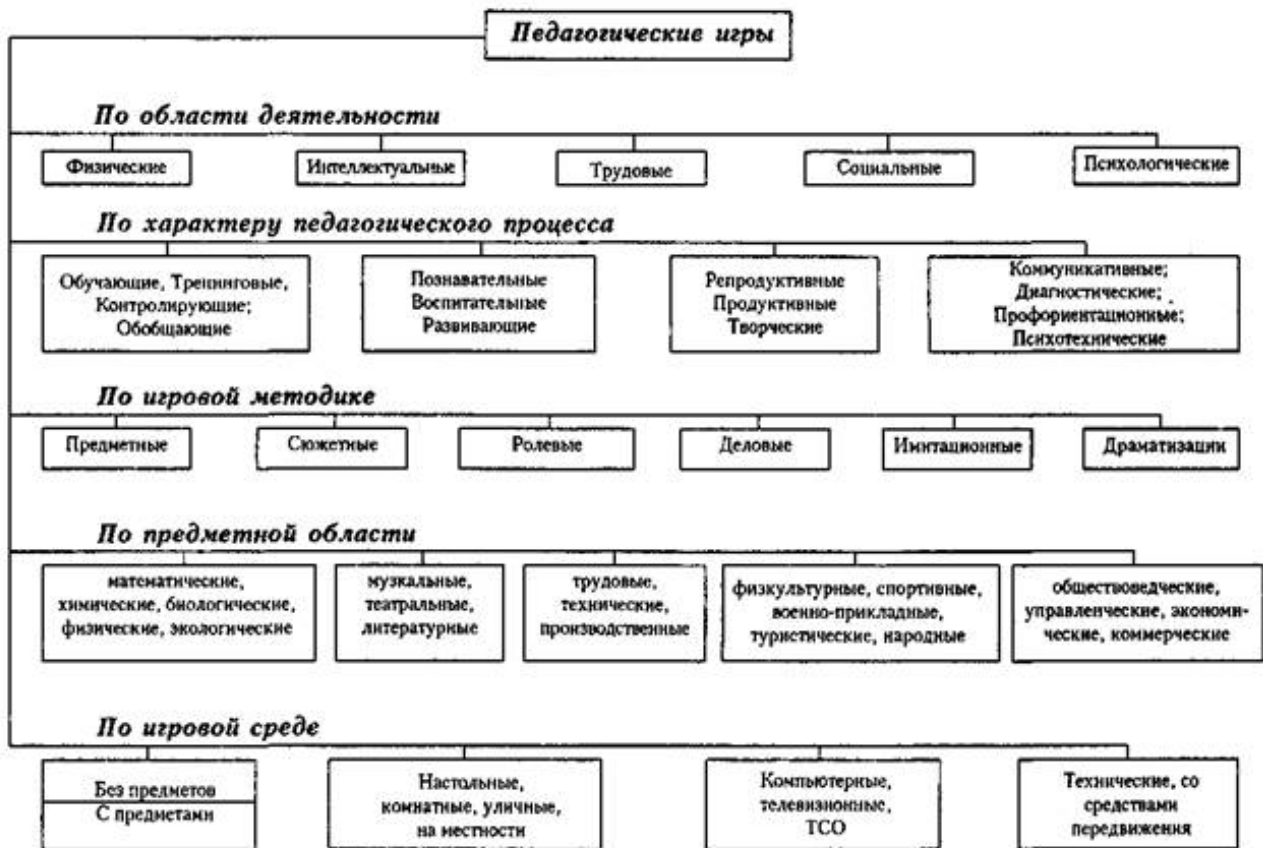 Педагогические игры
По области деятельности
Физические
Интеллектуальные
Трудовые
Социальные
Психологические
По характеру педагогического процесса
Обучающие, Тренинговые,
Контролирующие;
Обобщающие
Познавательные
Воспитательные
Развивающие
Репродуктивные
Продуктивные
Творческие
Коммуникативные;
Диагностические;
Профориентационные;
Психотехнические
По игровой методике
Предметные
Сюжетные
Ролевые
Деловые
Имитационные
Драматизации
По предметной области
математические,
химические, биологические,
физические, экологические
музкальные,
театральные,
литературные
трудовые,
технические,
производственные
физкультурные, спортивные,
военно-прикладные,
туристические, народные
обществоведческие,
управленческие, экономи-
ческие, коммерческие
По игровой среде
Без предметов
С предметами
Настольные,
комнатные, уличные,
на местности
Компьютерные,
телевизионные,
ТСО
Технические, со
средствами
передвижения